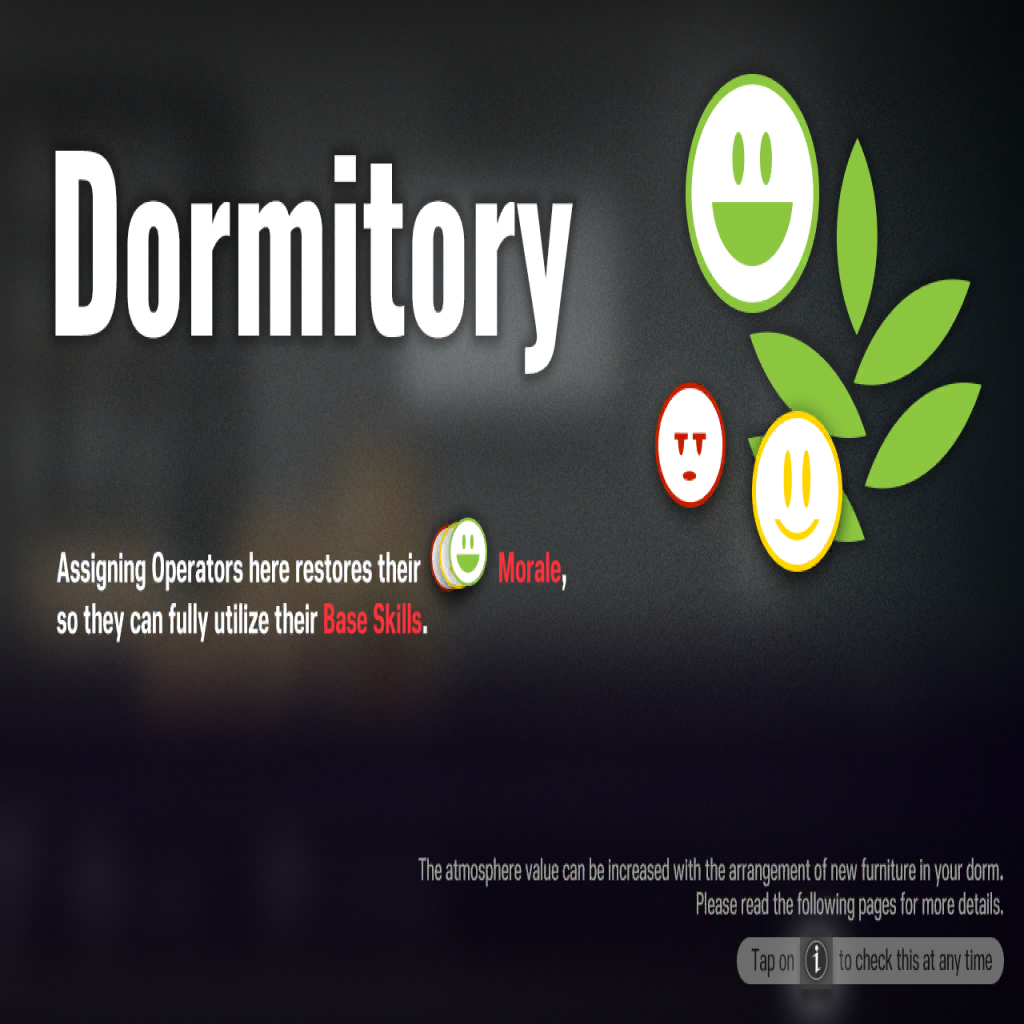 Dormitory
Assigning Operators here restores their Morale,
so they can fully utilize their Base Skills.
The atmosphere value can be increased with the arrangement of new furniture in your dorm.
Please read the following pages for more details.
Tap on i to check this at any time